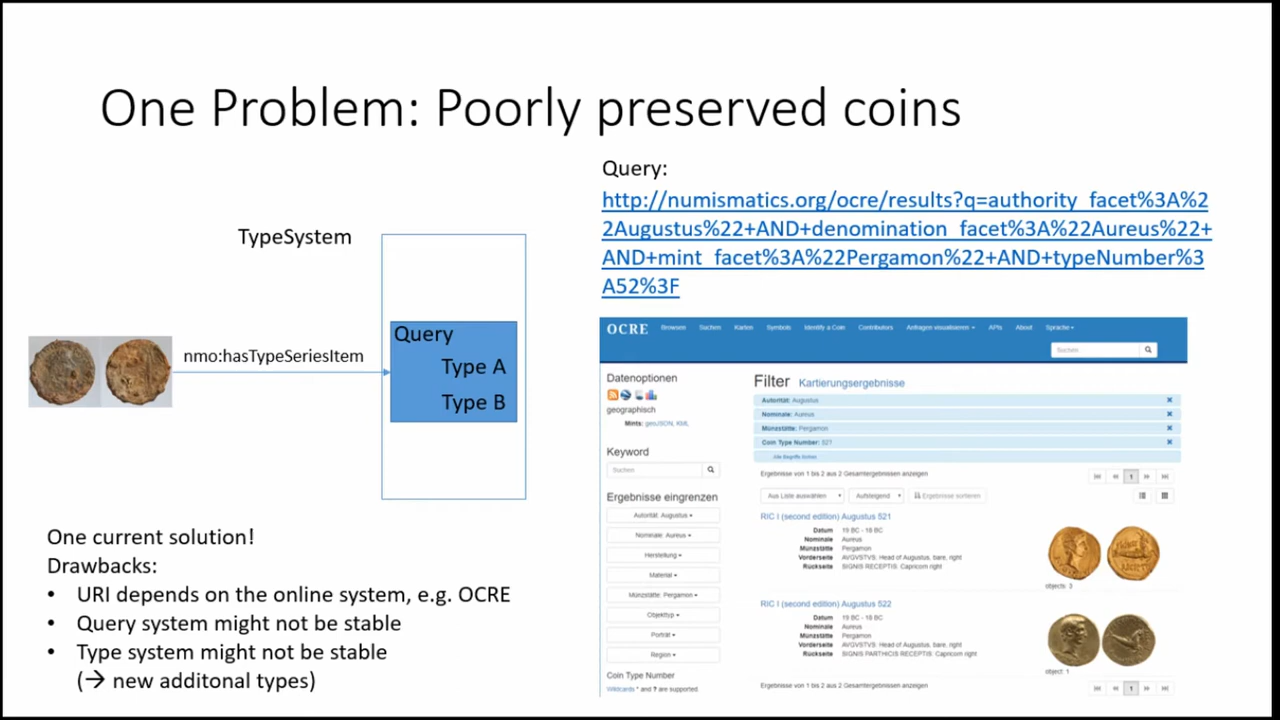 One Problem: Poorly preserved coins
TypeSystem
nmo:hasTypeSeriesItem
Query
Type A
Type B
One current solution!
Drawbacks:
• URI depends on the online system, e.g. OCRE
• Query system might not be stable
• Type system might not be stable
(→ new additonal types)
Query:
http://numismatics.org/ocre/results?q=authority_facet%3A%2
2Augustus%22+AND+denomination_facet%3A%22Aureus%22+
AND+mint_facet%3A%22Pergamon%22+AND+typeNumber%3
A52%3F
OCRE Browsen Suchen Karten Symbols Identify a Coin Contributors Anfragen visualisieren APIs About Sprache
Suchen
Datenoptionen
geographisch
Mints: geoJSON, KML
Keyword
Suchen
Ergebnisse eingrenzen
Autorität: Augustus
Nominale: Aureus
Herstellung
Material
Münzstätte: Pergamon
Objekttyp
Porträt
Region
Coin Type Number
Wildcards * and ? are supported.
Filter Kartierungsergebnisse
Autorität: Augustus
Nominale: Aureus
Münzstätte: Pergamon
Coin Type Number: 52?
Alle Begriffe löschen
Ergebnisse von 1 bis 2 aus 2 Gesamtergebnissen anzeigen
1
Aus Liste auswählen Aufsteigend Ergebnisse sortieren
RIC I (second edition) Augustus 521
Datum 19 BC - 18 BC
Nominale Aureus
Münzstätte Pergamon
Vorderseite AVGVSTVS: Head of Augustus, bare, right
Rückseite SIGNIS RECEPTIS: Capricorn right
objects: 3
RIC I (second edition) Augustus 522
Datum 19 BC - 18 BC
Nominale Aureus
Münzstätte Pergamon
Vorderseite AVGVSTVS: Head of Augustus, bare, right
Rückseite SIGNIS PARTHICIS RECEPTIS: Capricorn right
object: 1
Ergebnisse von 1 bis 2 aus 2 Gesamtergebnissen anzeigen
1